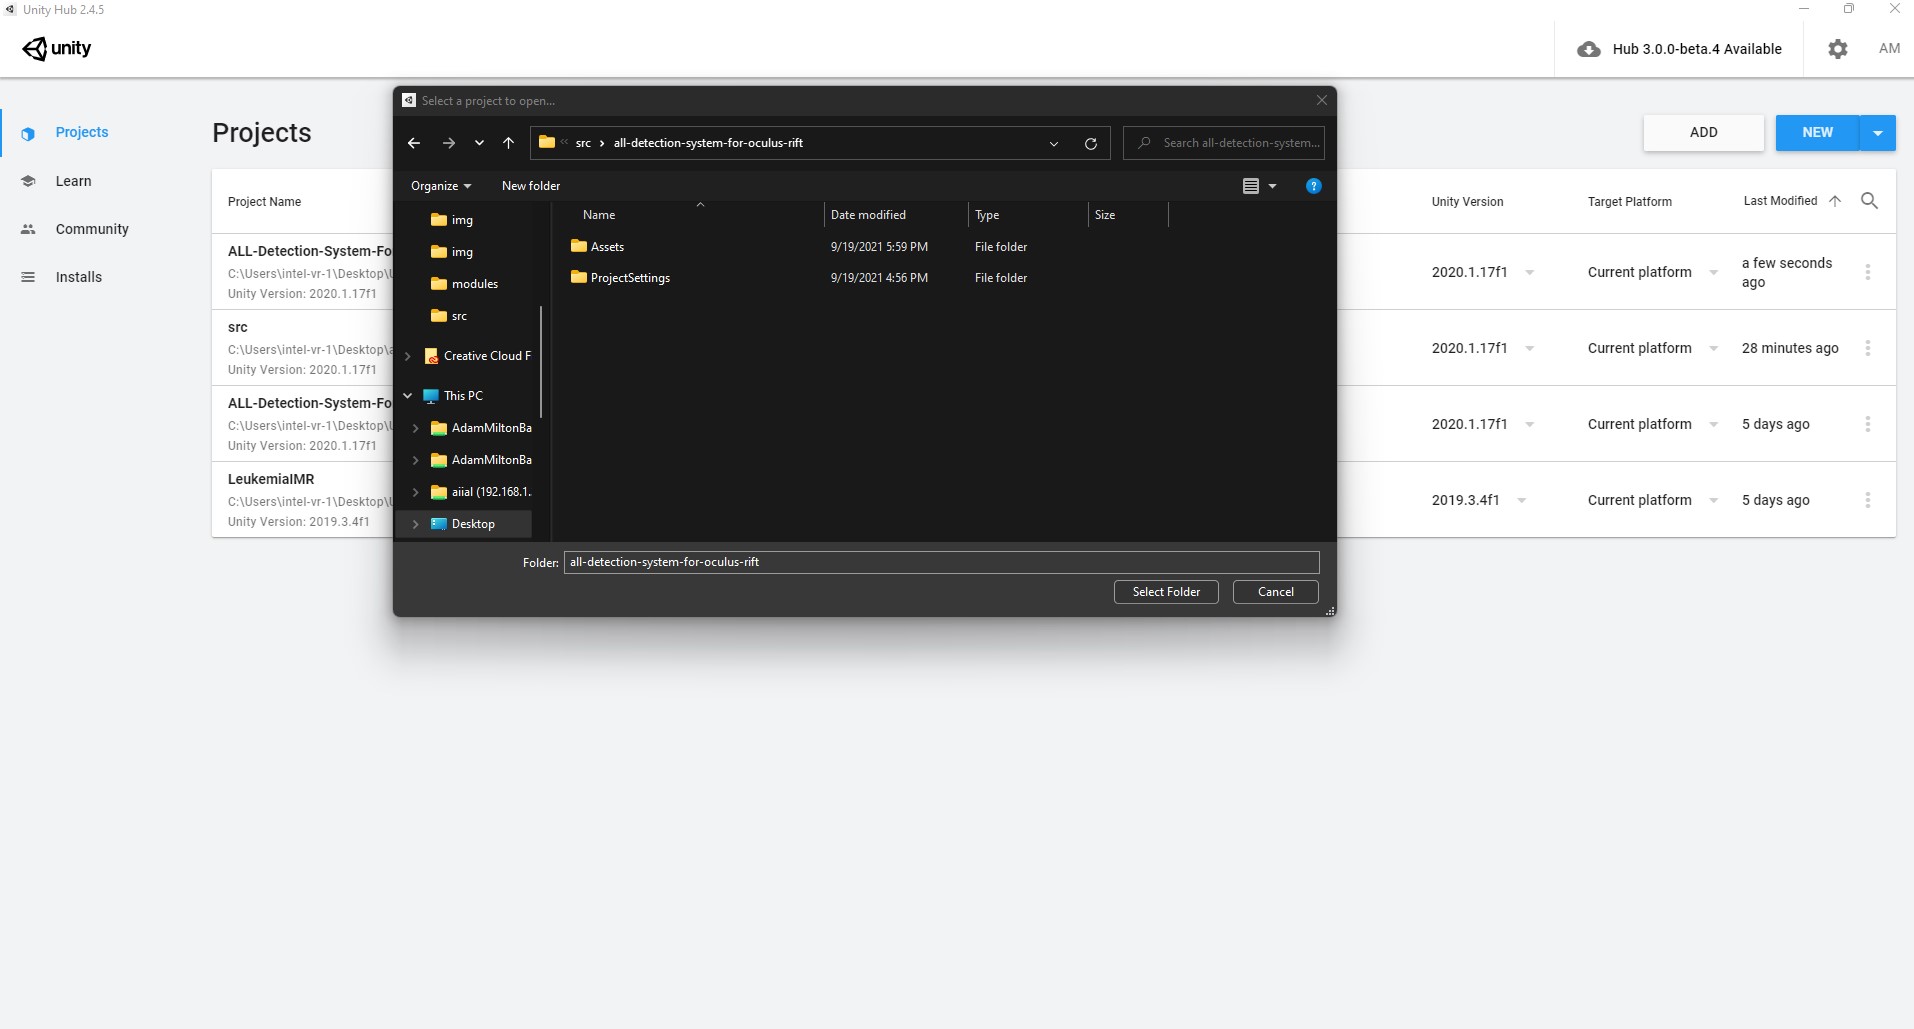 Unity Hub 2.4.5
unity
Hub 3.0.0-beta.4 Available
AM
Projects
Learn
Community
Installs
Projects
ADD
NEW
Project Name
Unity Version
Target Platform
Last Modified
ALL-Detection-System-Fo
C:\Users\intel-vr-1\Desktop\U
Unity Version: 2020.1.17f1
2020.1.17f1
Current platform
a few seconds
ago
src
C:\Users\intel-vr-1\Desktop\a
Unity Version: 2020.1.17f1
2020.1.17f1
Current platform
28 minutes ago
ALL-Detection-System-Fo
C:\Users\intel-vr-1\Desktop\U
Unity Version: 2020.1.17f1
2020.1.17f1
Current platform
5 days ago
LeukemiaIMR
C:\Users\intel-vr-1\Desktop\U
Unity Version: 2019.3.4f1
2019.3.4f1
Current platform
5 days ago
Select a project to open...
« src › all-detection-system-for-oculus-rift
Search all-detection-system...
Organize
New folder
?
img
img
modules
src
Creative Cloud F
This PC
AdamMiltonBa
AdamMiltonBa
aiial (192.168.1.
Desktop
Name Date modified Type Size
Assets 9/19/2021 5:59 PM File folder
ProjectSettings 9/19/2021 4:56 PM File folder
Folder: all-detection-system-for-oculus-rift
Select Folder
Cancel